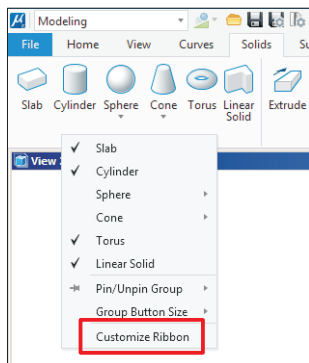 Modeling
File Home View Curves Solids
Slab Cylinder Sphere Cone Torus Linear Solid Extrude
View
Slab
Cylinder
Sphere
Cone
Torus
Linear Solid
Pin/Unpin Group
Group Button Size
Customize Ribbon